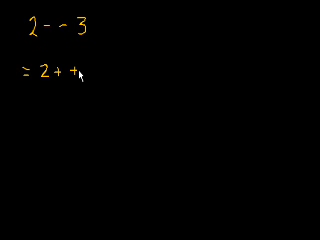 2 - - 3
= 2 + +